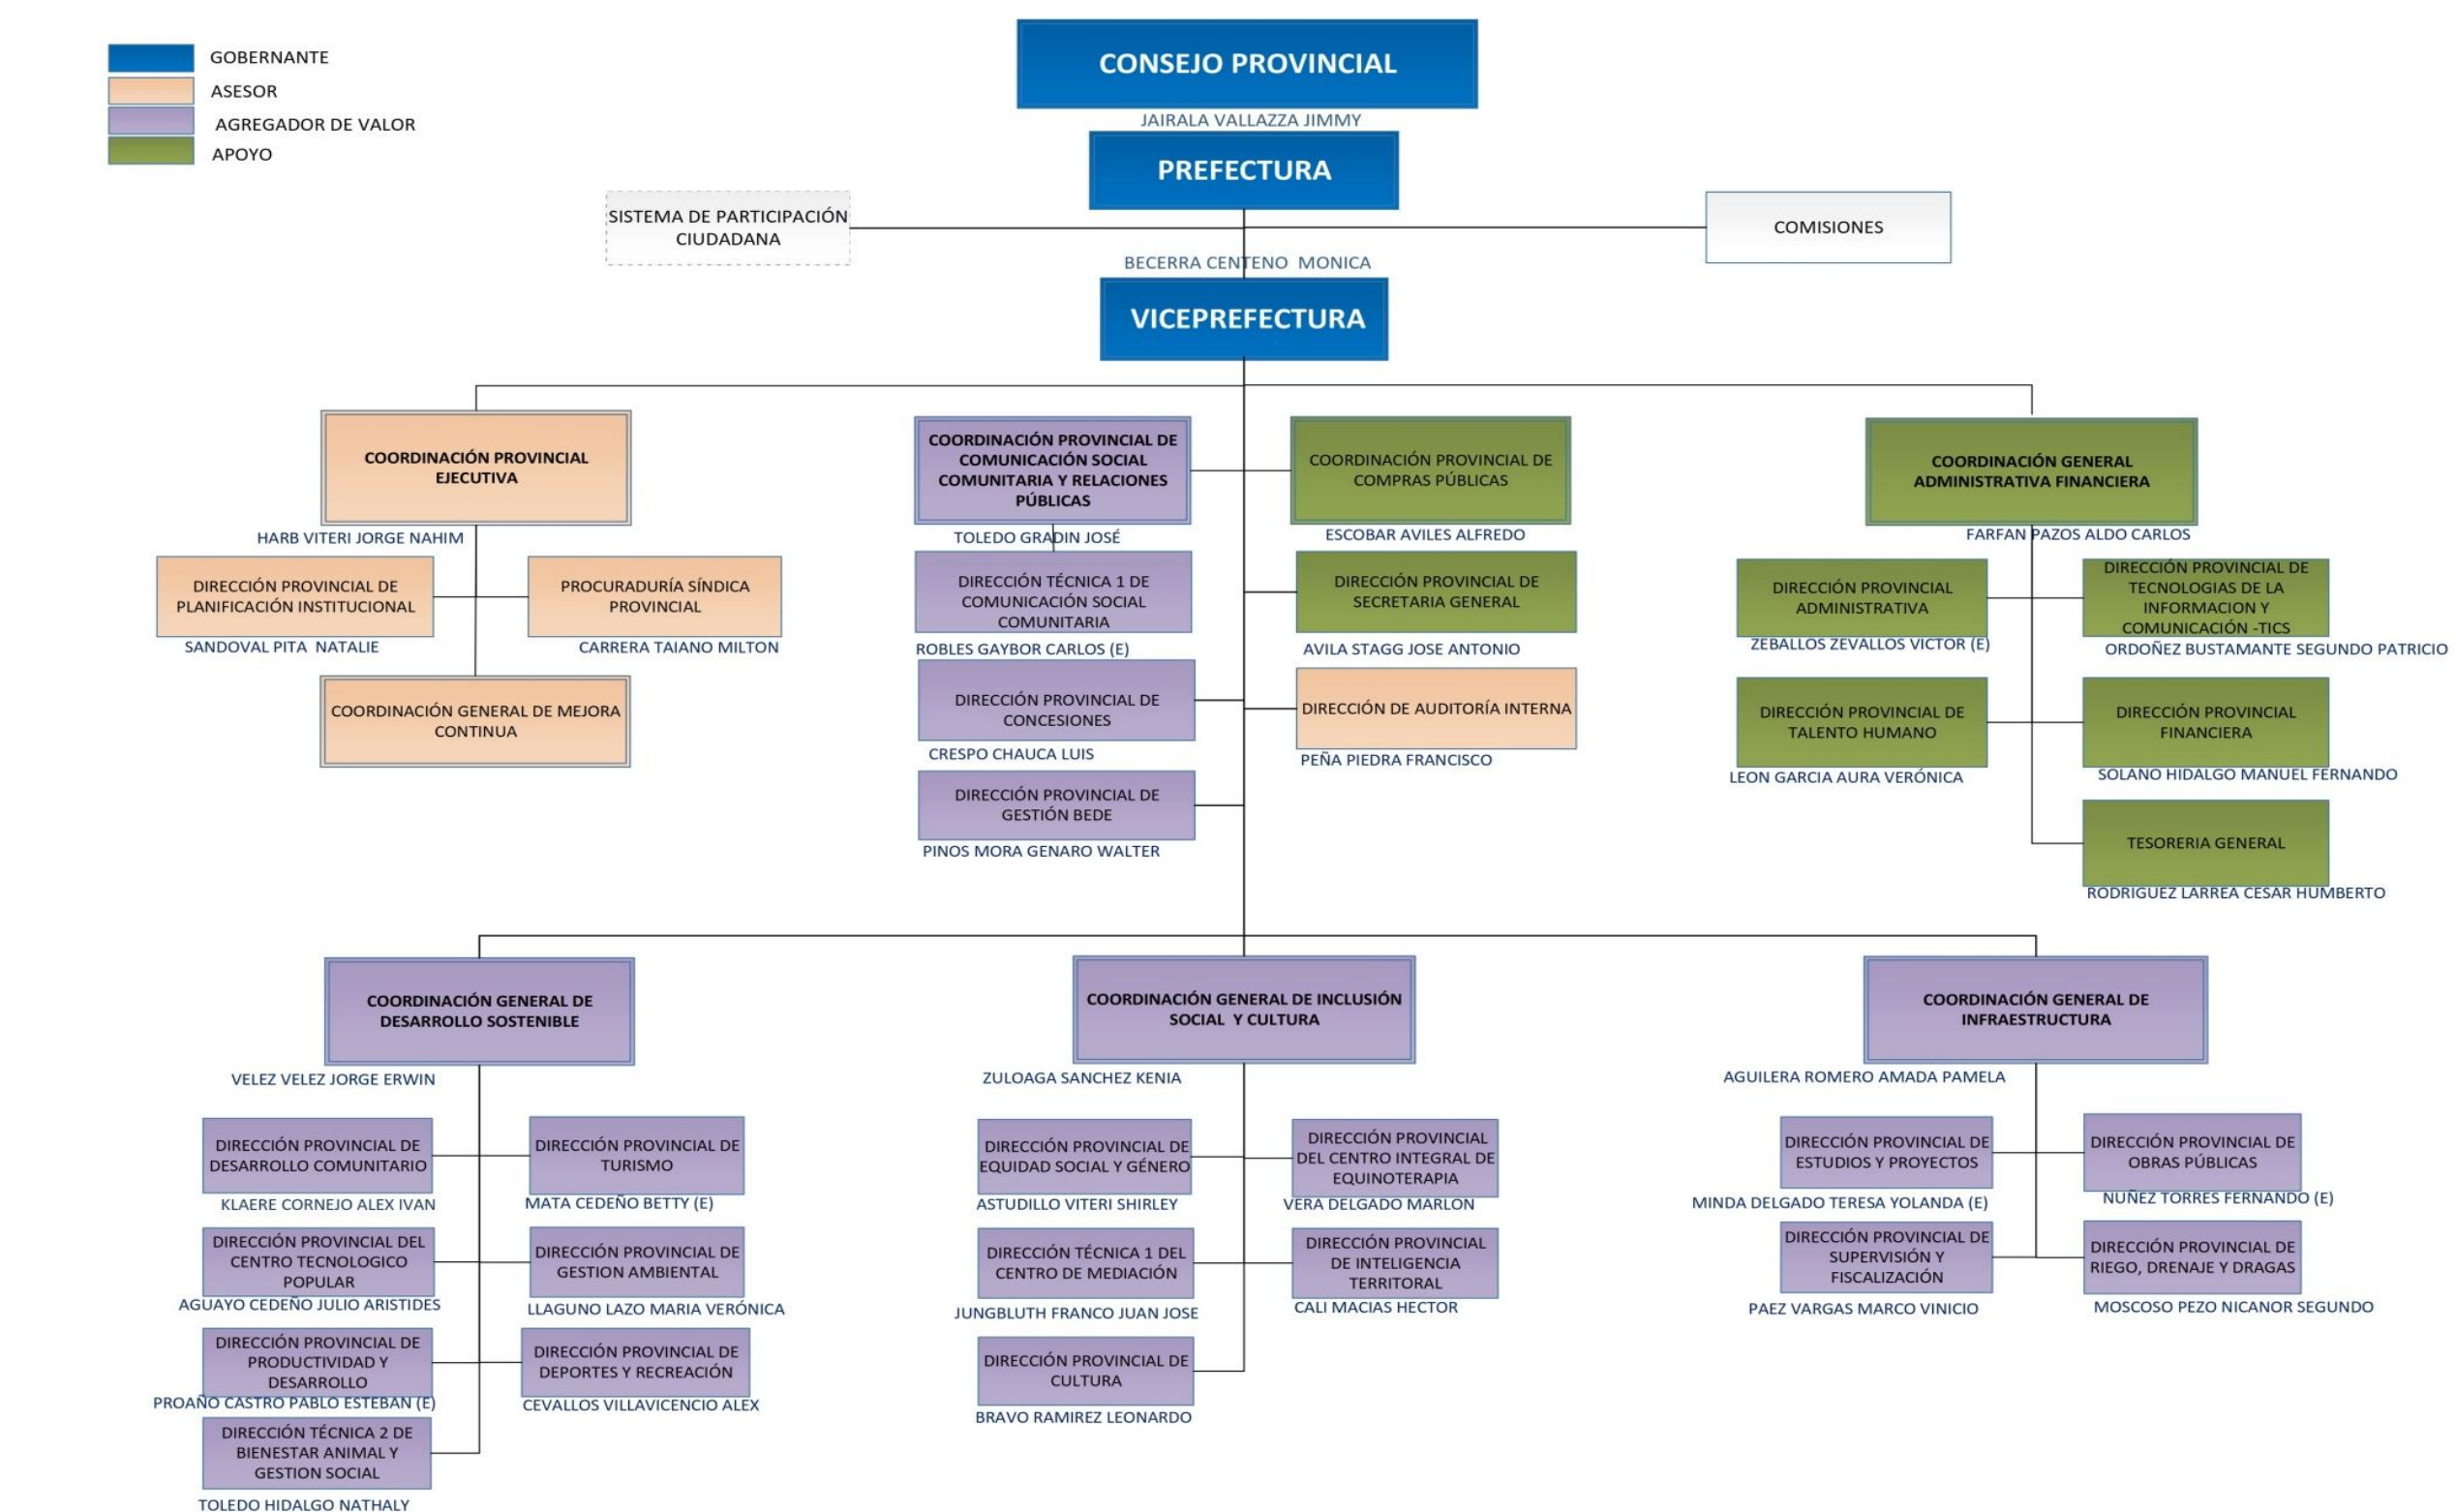 GOBERNANTE
ASESOR
AGREGADOR DE VALOR
APOYO
CONSEJO PROVINCIAL
JAIRALA VALLAZZA JIMMY
PREFECTURA
SISTEMA DE PARTICIPACIÓN
CIUDADANA
COMISIONES
BECERRA CENTENO MONICA
VICEPREFECTURA
COORDINACIÓN PROVINCIAL
EJECUTIVA
HARB VITERI JORGE NAHIM
DIRECCIÓN PROVINCIAL DE
PLANIFICACIÓN INSTITUCIONAL
SANDOVAL PITA NATALIE
PROCURADURÍA SÍNDICA
PROVINCIAL
CARRERA TAIANO MILTON
COORDINACIÓN GENERAL DE MEJORA
CONTINUA
COORDINACIÓN PROVINCIAL DE
COMUNICACIÓN SOCIAL
COMUNITARIA Y RELACIONES
PÚBLICAS
TOLEDO GRADIN JOSÉ
DIRECCIÓN TÉCNICA 1 DE
COMUNICACIÓN SOCIAL
COMUNITARIA
ROBLES GAYBOR CARLOS (E)
DIRECCIÓN PROVINCIAL DE
CONCESIONES
CRESPO CHAUCA LUIS
DIRECCIÓN PROVINCIAL DE
GESTIÓN BEDE
PINOS MORA GENARO WALTER
COORDINACIÓN PROVINCIAL DE
COMPRAS PÚBLICAS
ESCOBAR AVILES ALFREDO
DIRECCIÓN PROVINCIAL DE
SECRETARIA GENERAL
AVILA STAGG JOSE ANTONIO
DIRECCIÓN DE AUDITORÍA INTERNA
PEÑA PIEDRA FRANCISCO
COORDINACIÓN GENERAL
ADMINISTRATIVA FINANCIERA
FARFAN PAZOS ALDO CARLOS
DIRECCIÓN PROVINCIAL
ADMINISTRATIVA
ZEBALLOS ZEVALLOS VICTOR (E)
DIRECCIÓN PROVINCIAL DE
TECNOLOGIAS DE LA
INFORMACION Y
COMUNICACIÓN -TICS
ORDOÑEZ BUSTAMANTE SEGUNDO PATRICIO
DIRECCIÓN PROVINCIAL DE
TALENTO HUMANO
LEON GARCIA AURA VERÓNICA
DIRECCIÓN PROVINCIAL
FINANCIERA
SOLANO HIDALGO MANUEL FERNANDO
TESORERIA GENERAL
RODRIGUEZ LARREA CESAR HUMBERTO
COORDINACIÓN GENERAL DE
DESARROLLO SOSTENIBLE
VELEZ VELEZ JORGE ERWIN
DIRECCIÓN PROVINCIAL DE
DESARROLLO COMUNITARIO
KLAERE CORNEJO ALEX IVAN
DIRECCIÓN PROVINCIAL DE
TURISMO
MATA CEDEÑO BETTY (E)
DIRECCIÓN PROVINCIAL DEL
CENTRO TECNOLOGICO
POPULAR
AGUAYO CEDEÑO JULIO ARISTIDES
DIRECCIÓN PROVINCIAL DE
GESTION AMBIENTAL
LLAGUNO LAZO MARIA VERÓNICA
DIRECCIÓN PROVINCIAL DE
PRODUCTIVIDAD Y
DESARROLLO
PROAÑO CASTRO PABLO ESTEBAN (E)
DIRECCIÓN PROVINCIAL DE
DEPORTES Y RECREACIÓN
CEVALLOS VILLAVICENCIO ALEX
DIRECCIÓN TÉCNICA 2 DE
BIENESTAR ANIMAL Y
GESTION SOCIAL
TOLEDO HIDALGO NATHALY
COORDINACIÓN GENERAL DE INCLUSIÓN
SOCIAL Y CULTURA
ZULOAGA SANCHEZ KENIA
DIRECCIÓN PROVINCIAL DE
EQUIDAD SOCIAL Y GÉNERO
ASTUDILLO VITERI SHIRLEY
DIRECCIÓN PROVINCIAL
DEL CENTRO INTEGRAL DE
EQUINOTERAPIA
VERA DELGADO MARLON
DIRECCIÓN TÉCNICA 1 DEL
CENTRO DE MEDIACIÓN
JUNGBLUTH FRANCO JUAN JOSE
DIRECCIÓN PROVINCIAL
DE INTELIGENCIA
TERRITORAL
CALI MACIAS HECTOR
DIRECCIÓN PROVINCIAL DE
CULTURA
BRAVO RAMIREZ LEONARDO
COORDINACIÓN GENERAL DE
INFRAESTRUCTURA
AGUILERA ROMERO AMADA PAMELA
DIRECCIÓN PROVINCIAL DE
ESTUDIOS Y PROYECTOS
MINDA DELGADO TERESA YOLANDA (E)
DIRECCIÓN PROVINCIAL DE
OBRAS PÚBLICAS
NUÑEZ TORRES FERNANDO (E)
DIRECCIÓN PROVINCIAL DE
SUPERVISIÓN Y
FISCALIZACIÓN
PAEZ VARGAS MARCO VINICIO
DIRECCIÓN PROVINCIAL DE
RIEGO, DRENAJE Y DRAGAS
MOSCOSO PEZO NICANOR SEGUNDO